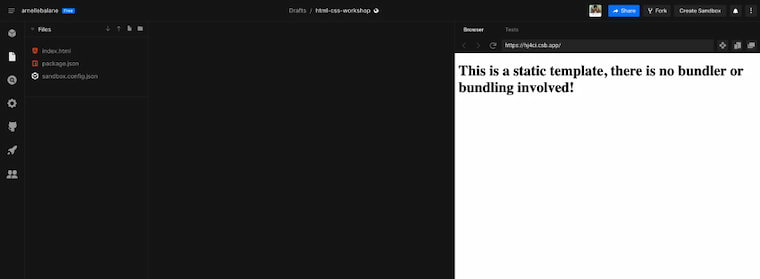 arnellebalane Free
Drafts / html-css-workshop
Share
Fork
Create Sandbox
Files
index.html
package.json
sandbox.config.json
Browser
Tests
https://hj4ci.csb.app/
This is a static template, there is no bundler or
bundling involved!